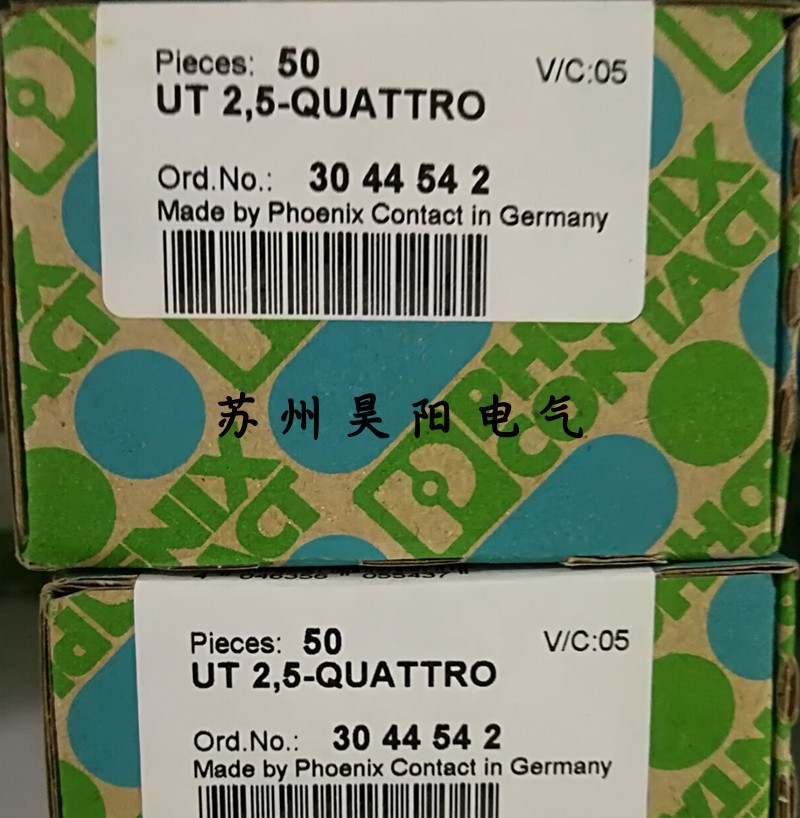 Pieces: 50
V/C:05
UT 2,5-QUATTRO
Ord.No.: 30 44 54 2
Made by Phoenix Contact in Germany
PHOENIX
CONTACT
苏州昊阳电气
Pieces: 50
V/C:05
UT 2,5-QUATTRO
Ord.No.: 30 44 54 2
Made by Phoenix Contact in Germany